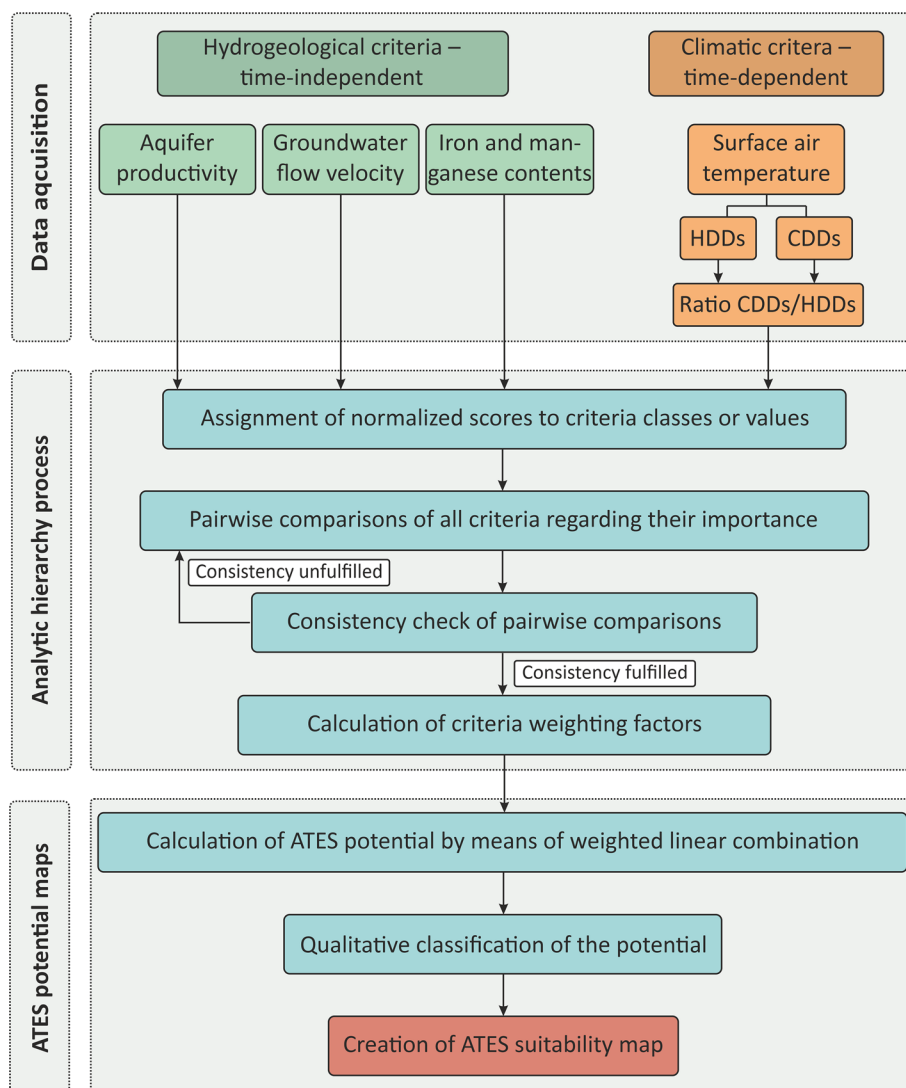 Data aqcuisition
Hydrogeological criteria –
time-independent
Climatic critera –
time-dependent
Aquifer
productivity
Groundwater
flow velocity
Iron and man-
ganese contents
Surface air
temperature
HDDs
CDDs
Ratio CDDs/HDDs
Analytic hierarchy process
Assignment of normalized scores to criteria classes or values
Pairwise comparisons of all criteria regarding their importance
Consistency unfulfilled
Consistency check of pairwise comparisons
Consistency fulfilled
Calculation of criteria weighting factors
ATES potential maps
Calculation of ATES potential by means of weighted linear combination
Qualitative classification of the potential
Creation of ATES suitability map